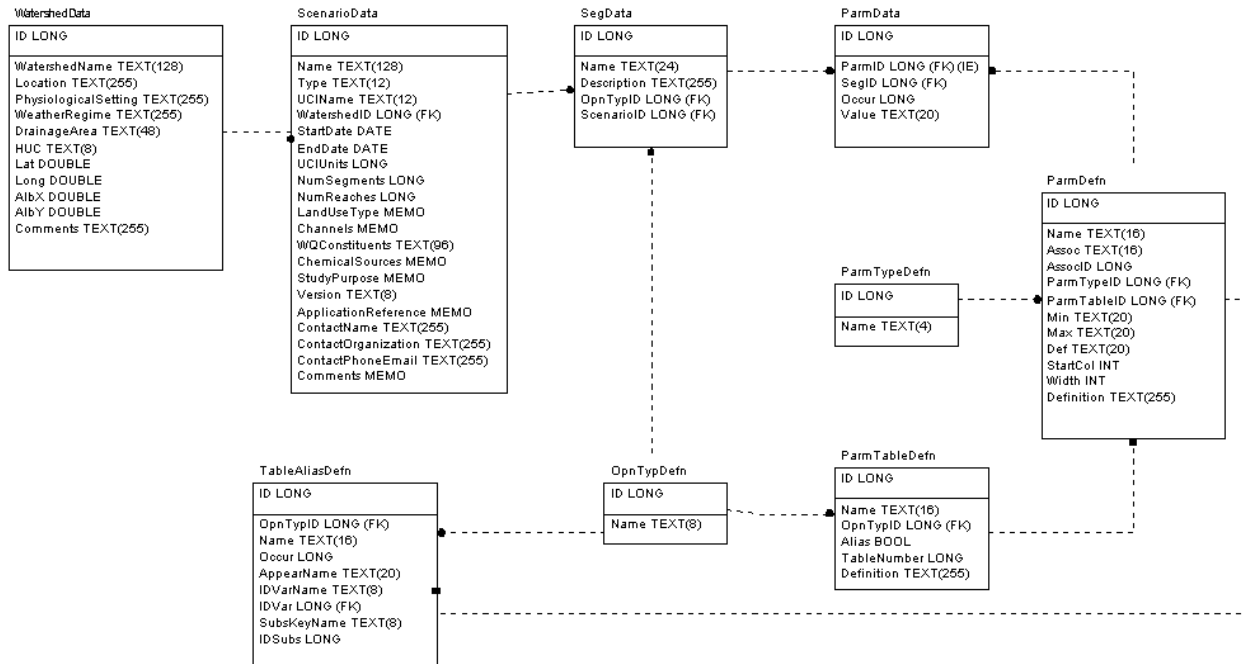 WatershedData
ID LONG
WatershedName TEXT(128)
Location TEXT(255)
PhysiologicalSetting TEXT(255)
WeatherRegime TEXT(255)
DrainageArea TEXT(48)
HUC TEXT(8)
Lat DOUBLE
Long DOUBLE
AlbX DOUBLE
AlbY DOUBLE
Comments TEXT(255)
ScenarioData
ID LONG
Name TEXT(128)
Type TEXT(12)
UCIName TEXT(12)
WatershedID LONG (FK)
StartDate DATE
EndDate DATE
UCIUnits LONG
NumSegments LONG
NumReaches LONG
LandUseType MEMO
Channels MEMO
WQConstituents TEXT(96)
ChemicalSources MEMO
StudyPurpose MEMO
Version TEXT(8)
ApplicationReference MEMO
ContactName TEXT(255)
ContactOrganization TEXT(255)
ContactPhoneEmail TEXT(255)
Comments MEMO
SegData
ID LONG
Name TEXT(24)
Description TEXT(255)
OpnTypID LONG (FK)
ScenarioID LONG (FK)
ParmData
ID LONG
ParmID LONG (FK) (IE)
SegID LONG (FK)
Occur LONG
Value TEXT(20)
ParmDefn
ID LONG
Name TEXT(16)
Assoc TEXT(16)
AssocID LONG
ParmTypeID LONG (FK)
ParmTableID LONG (FK)
Min TEXT(20)
Max TEXT(20)
Def TEXT(20)
StartCol INT
Width INT
Definition TEXT(255)
ParmTypeDefn
ID LONG
Name TEXT(4)
TableAliasDefn
ID LONG
OpnTypID LONG (FK)
Name TEXT(16)
Occur LONG
AppearName TEXT(20)
IDVarName TEXT(8)
IDVar LONG (FK)
SubsKeyName TEXT(8)
IDSubs LONG
OpnTypDefn
ID LONG
Name TEXT(8)
ParmTableDefn
ID LONG
Name TEXT(16)
OpnTypID LONG (FK)
Alias BOOL
TableNumber LONG
Definition TEXT(255)